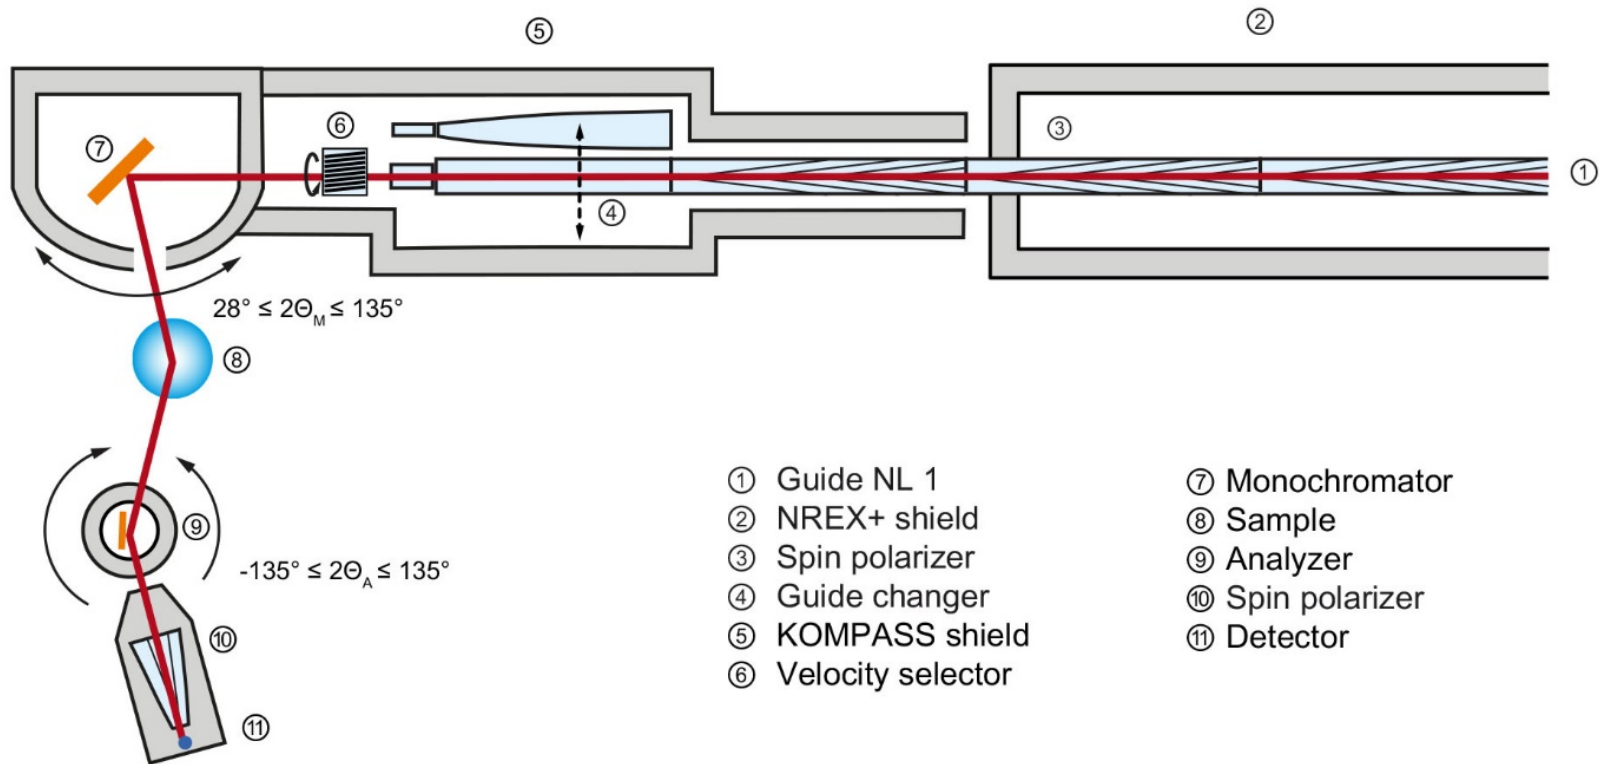 ⑤
②
⑥
③
⑦
①
④
28° ≤ 2Θ_M ≤ 135°
⑧
⑨
-135° ≤ 2Θ_A ≤ 135°
⑩
⑪
① Guide NL 1
② NREX+ shield
③ Spin polarizer
④ Guide changer
⑤ KOMPASS shield
⑥ Velocity selector
⑦ Monochromator
⑧ Sample
⑨ Analyzer
⑩ Spin polarizer
⑪ Detector